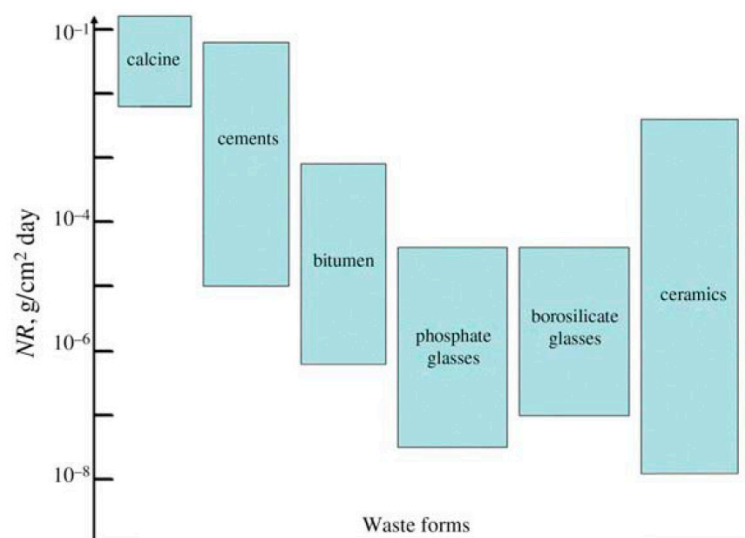 10⁻¹
calcine
cements
10⁻⁴
bitumen
NR, g/cm² day
ceramics
borosilicate
glasses
phosphate
glasses
10⁻⁶
10⁻⁸
Waste forms